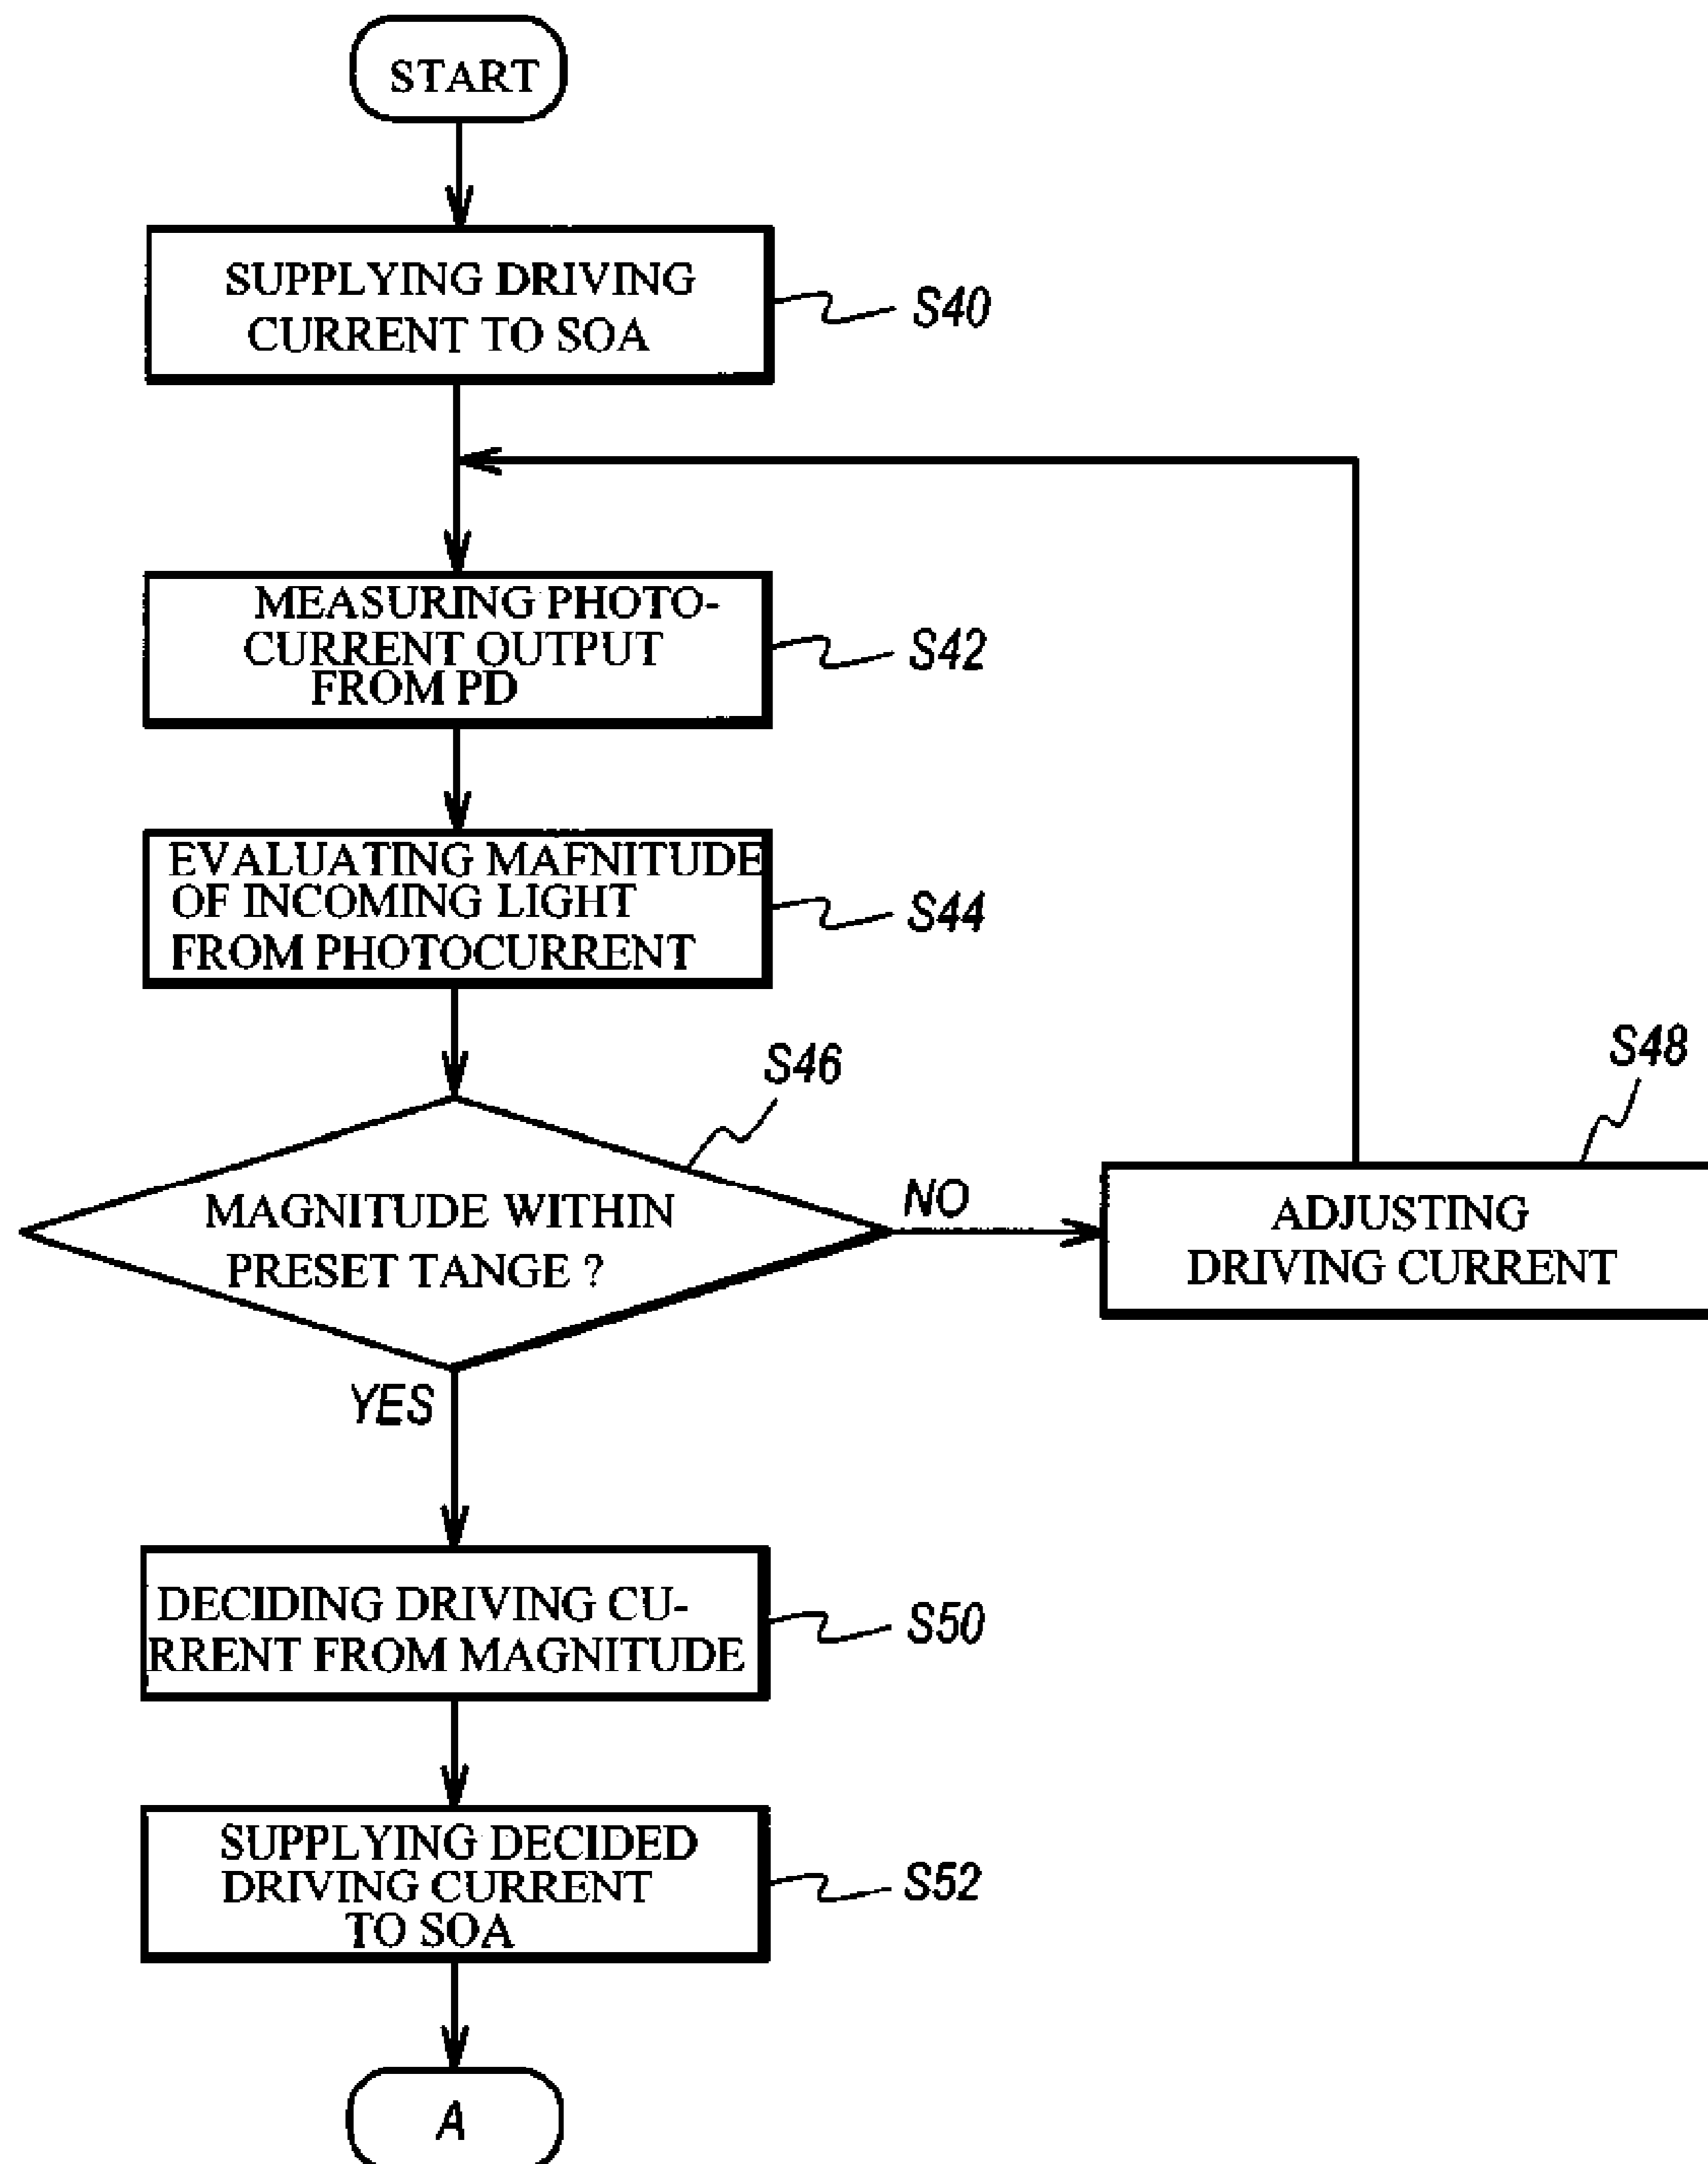 START
SUPPLYING DRIVING
CURRENT TO SOA
S40
MEASURING PHOTO-
CURRENT OUTPUT
FROM PD
S42
EVALUATING MAFNITUDE
OF INCOMING LIGHT
FROM PHOTOCURRENT
S44
S46
MAGNITUDE WITHIN
PRESET TANGE ?
NO
S48
ADJUSTING
DRIVING CURRENT
YES
DECIDING DRIVING CU-
RRENT FROM MAGNITUDE
S50
SUPPLYING DECIDED
DRIVING CURRENT
TO SOA
S52
A